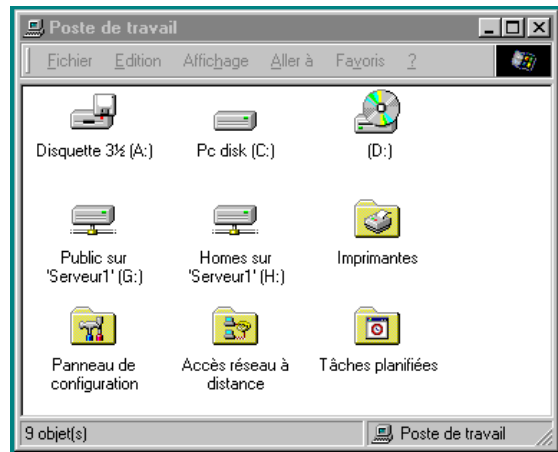 Poste de travail
Fichier Edition Affichage Aller à Favoris ?
Disquette 3½ (A:) Pc disk (C:) (D:)
Public sur 'Serveur1' (G:)
Homes sur 'Serveur1' (H:)
Imprimantes
Panneau de configuration
Accès réseau à distance
Tâches planifiées
9 objet(s) Poste de travail